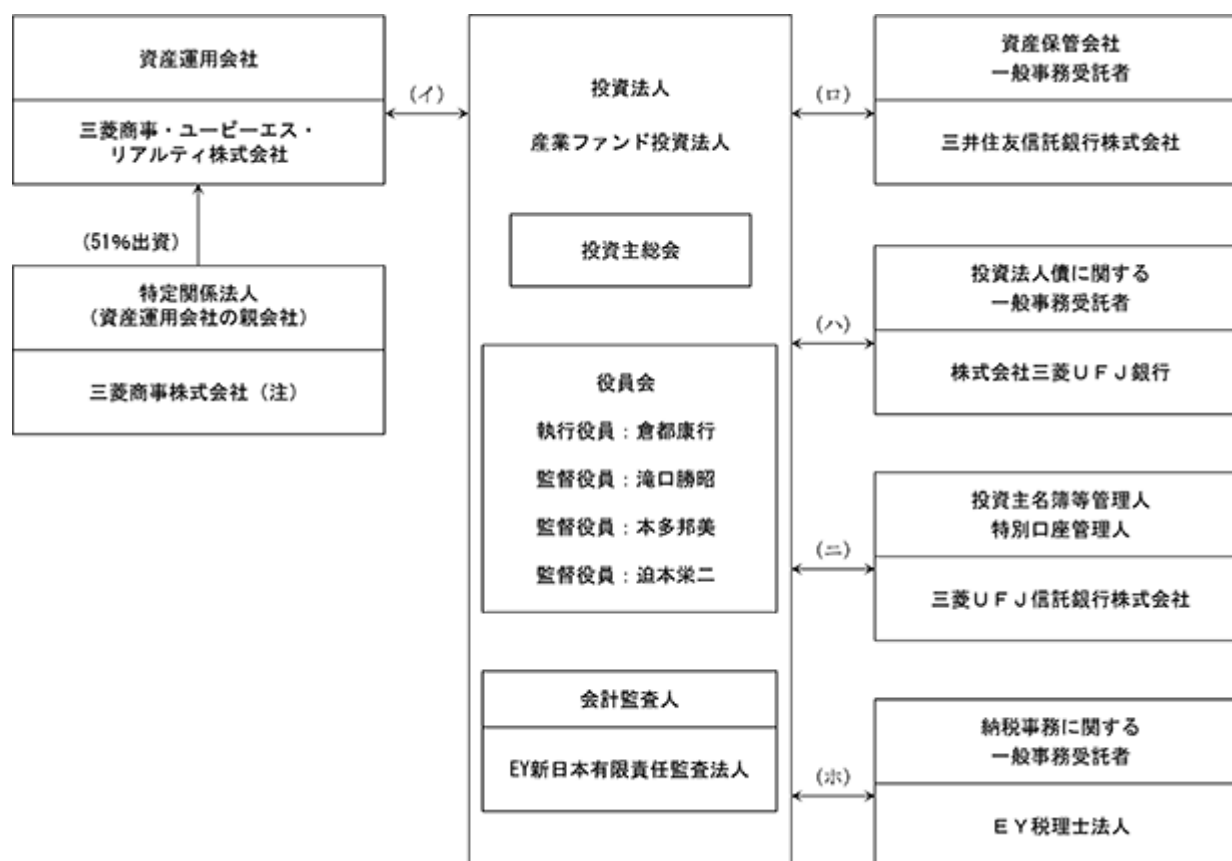 資産運用会社
三菱商事・ユービーエス・
リアルティ株式会社
(イ)
(51%出資)
特定関係法人
(資産運用会社の親会社)
三菱商事株式会社(注)
投資法人
産業ファンド投資法人
投資主総会
役員会
執行役員:倉都康行
監督役員:滝口勝昭
監督役員:本多邦美
監督役員:迫本栄二
会計監査人
EY新日本有限責任監査法人
(ロ)
資産保管会社
一般事務受託者
三井住友信託銀行株式会社
(ハ)
投資法人債に関する
一般事務受託者
株式会社三菱UFJ銀行
(ニ)
投資主名簿等管理人
特別口座管理人
三菱UFJ信託銀行株式会社
(ホ)
納税事務に関する
一般事務受託者
EY税理士法人